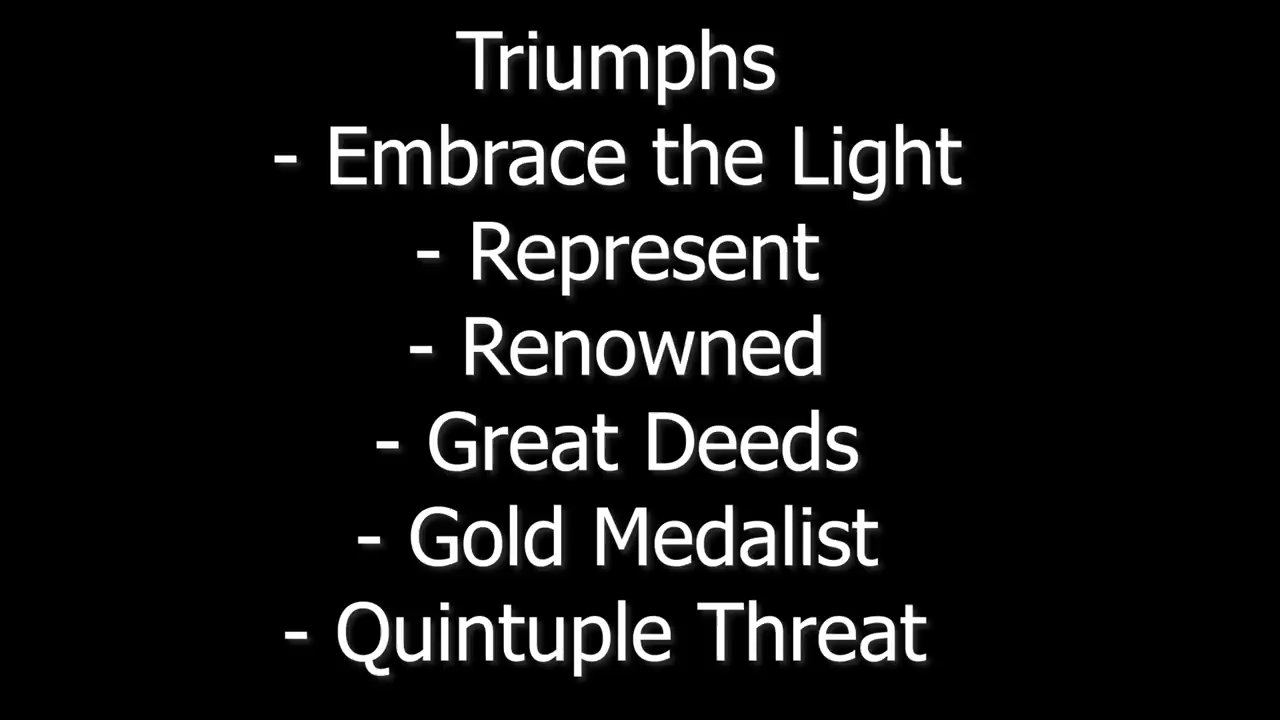 Triumphs
- Embrace the Light
- Represent
- Renowned
- Great Deeds
- Gold Medalist
- Quintuple Threat